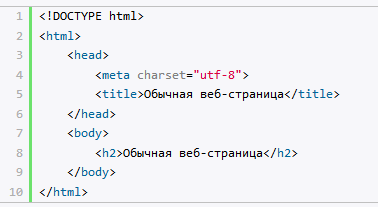 1 <!DOCTYPE html>
2 <html>
3     <head>
4         <meta charset="utf-8">
5         <title>Обычная веб-страница</title>
6     </head>
7     <body>
8         <h2>Обычная веб-страница</h2>
9     </body>
10 </html>